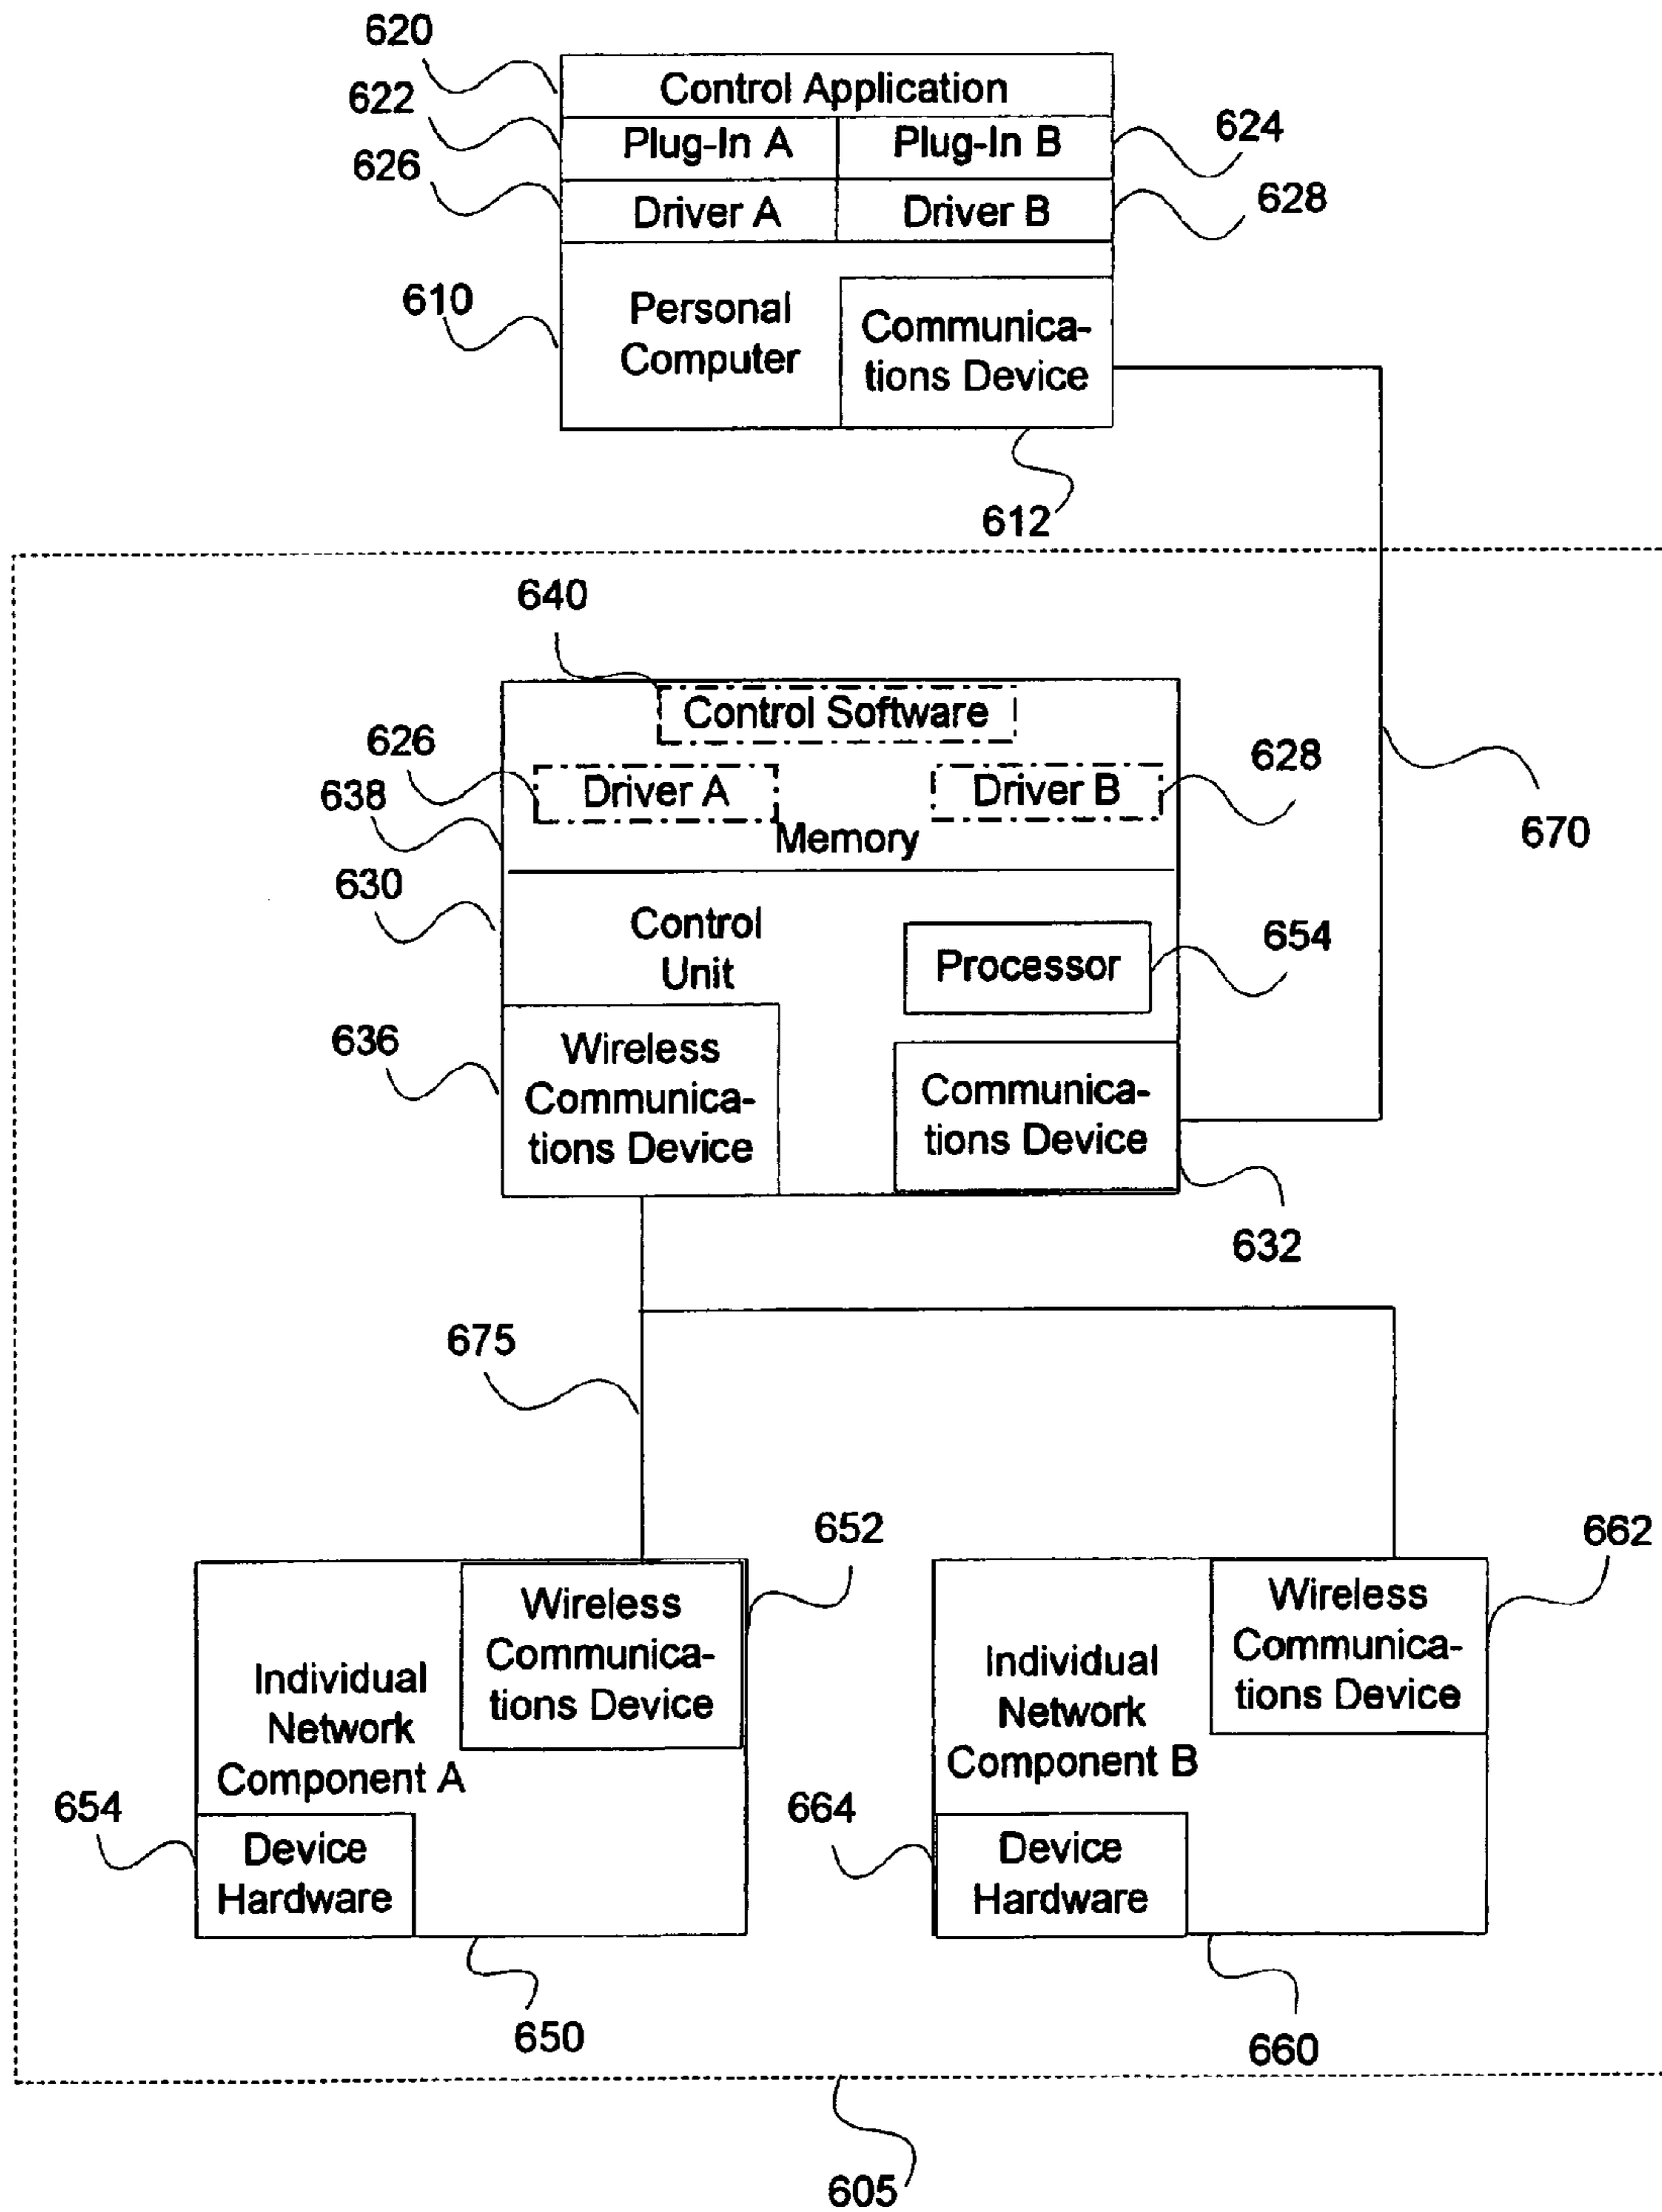 620
Control Application
622
Plug-In A
Plug-In B
624
626
Driver A
Driver B
628
610
Personal
Computer
Communica-
tions Device
612
640
Control Software
626
Driver A
Driver B
628
638
Memory
670
630
Control
Unit
Processor
654
636
Wireless
Communica-
tions Device
Communica-
tions Device
632
675
652
662
Wireless
Communica-
tions Device
Individual
Network
Component A
654
Device
Hardware
650
Wireless
Communica-
tions Device
Individual
Network
Component B
664
Device
Hardware
660
605